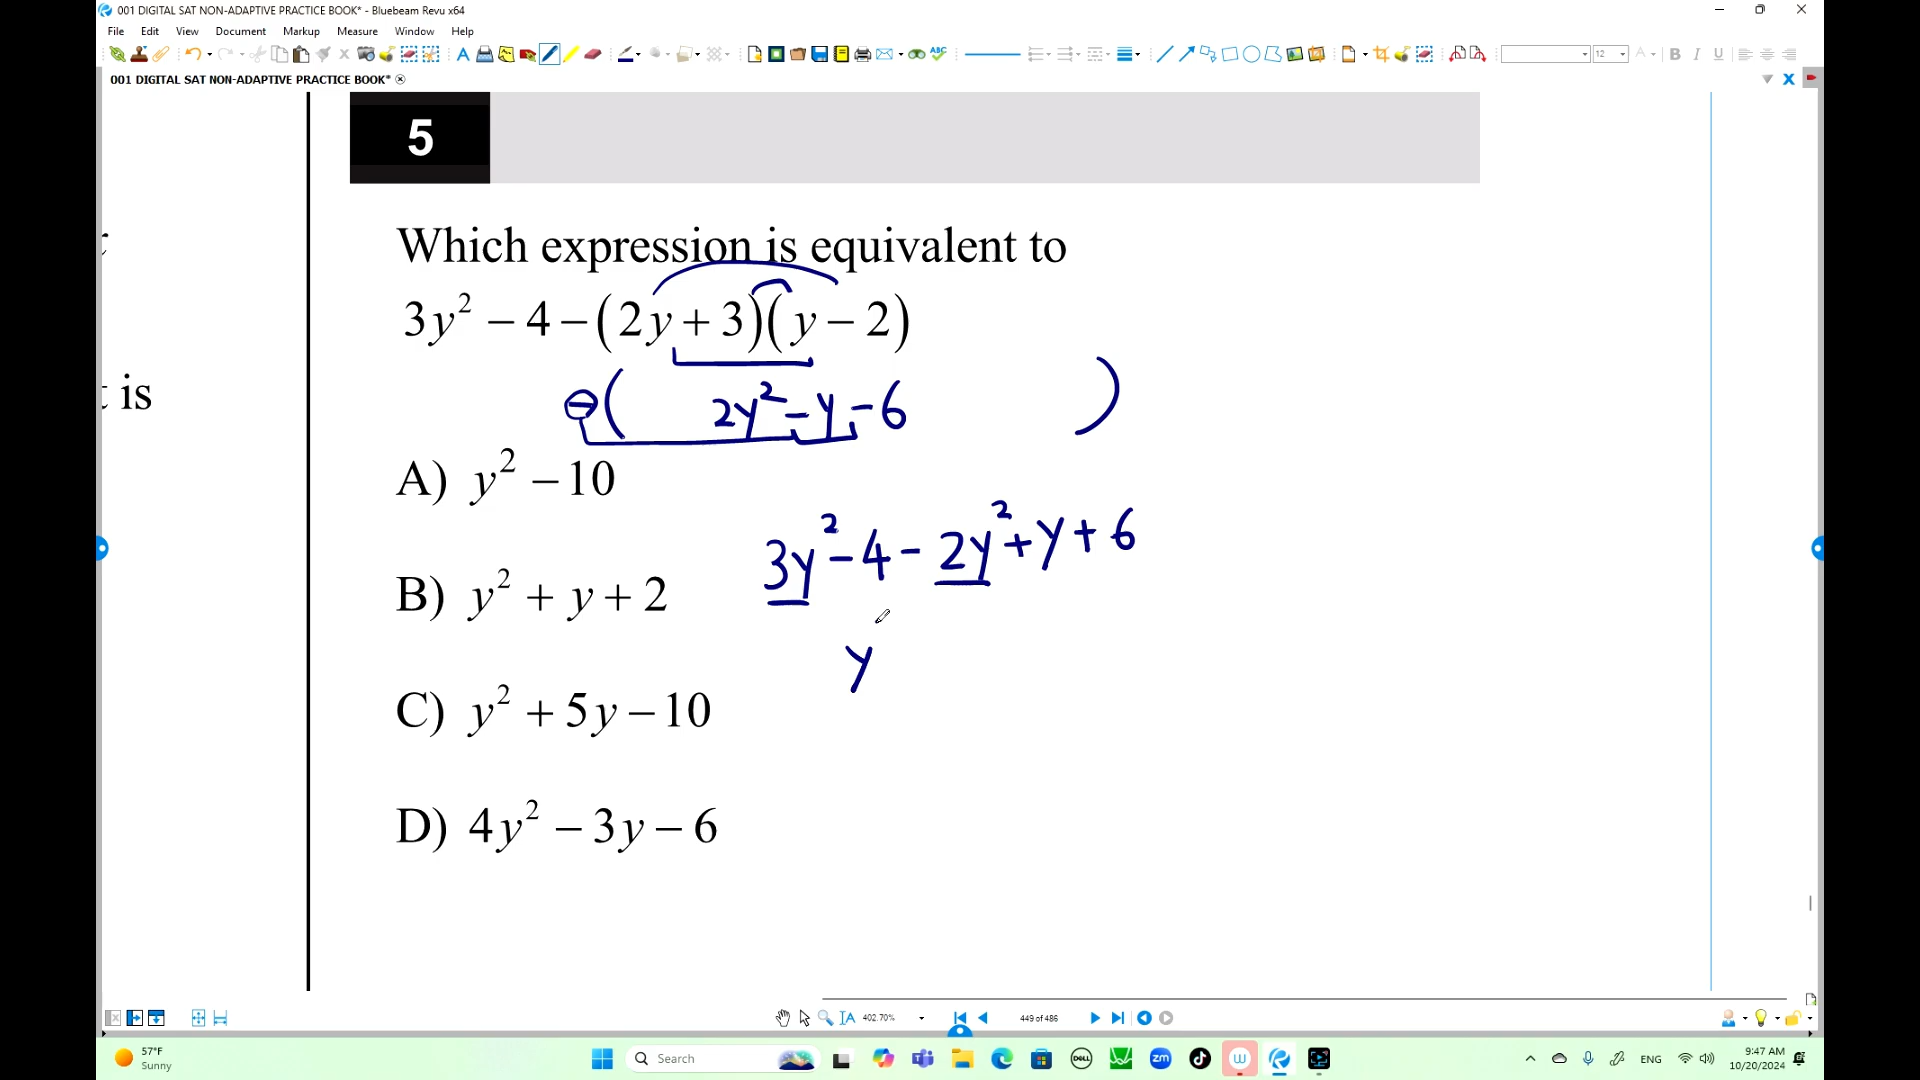 001 DIGITAL SAT NON-ADAPTIVE PRACTICE BOOK* - Bluebeam Revu x64
File Edit View Document Markup Measure Window Help
12
001 DIGITAL SAT NON-ADAPTIVE PRACTICE BOOK*
5
t is
Which expression is equivalent to
3y² − 4 − (2y + 3)(y − 2)
−( 2y² − y − 6 )
A) y² − 10
3y² − 4 − 2y² + y + 6
B) y² + y + 2
y
C) y² + 5y − 10
D) 4y² − 3y − 6
402.70%
449 of 486
57°F
Sunny
Search
ENG
9:47 AM
10/20/2024